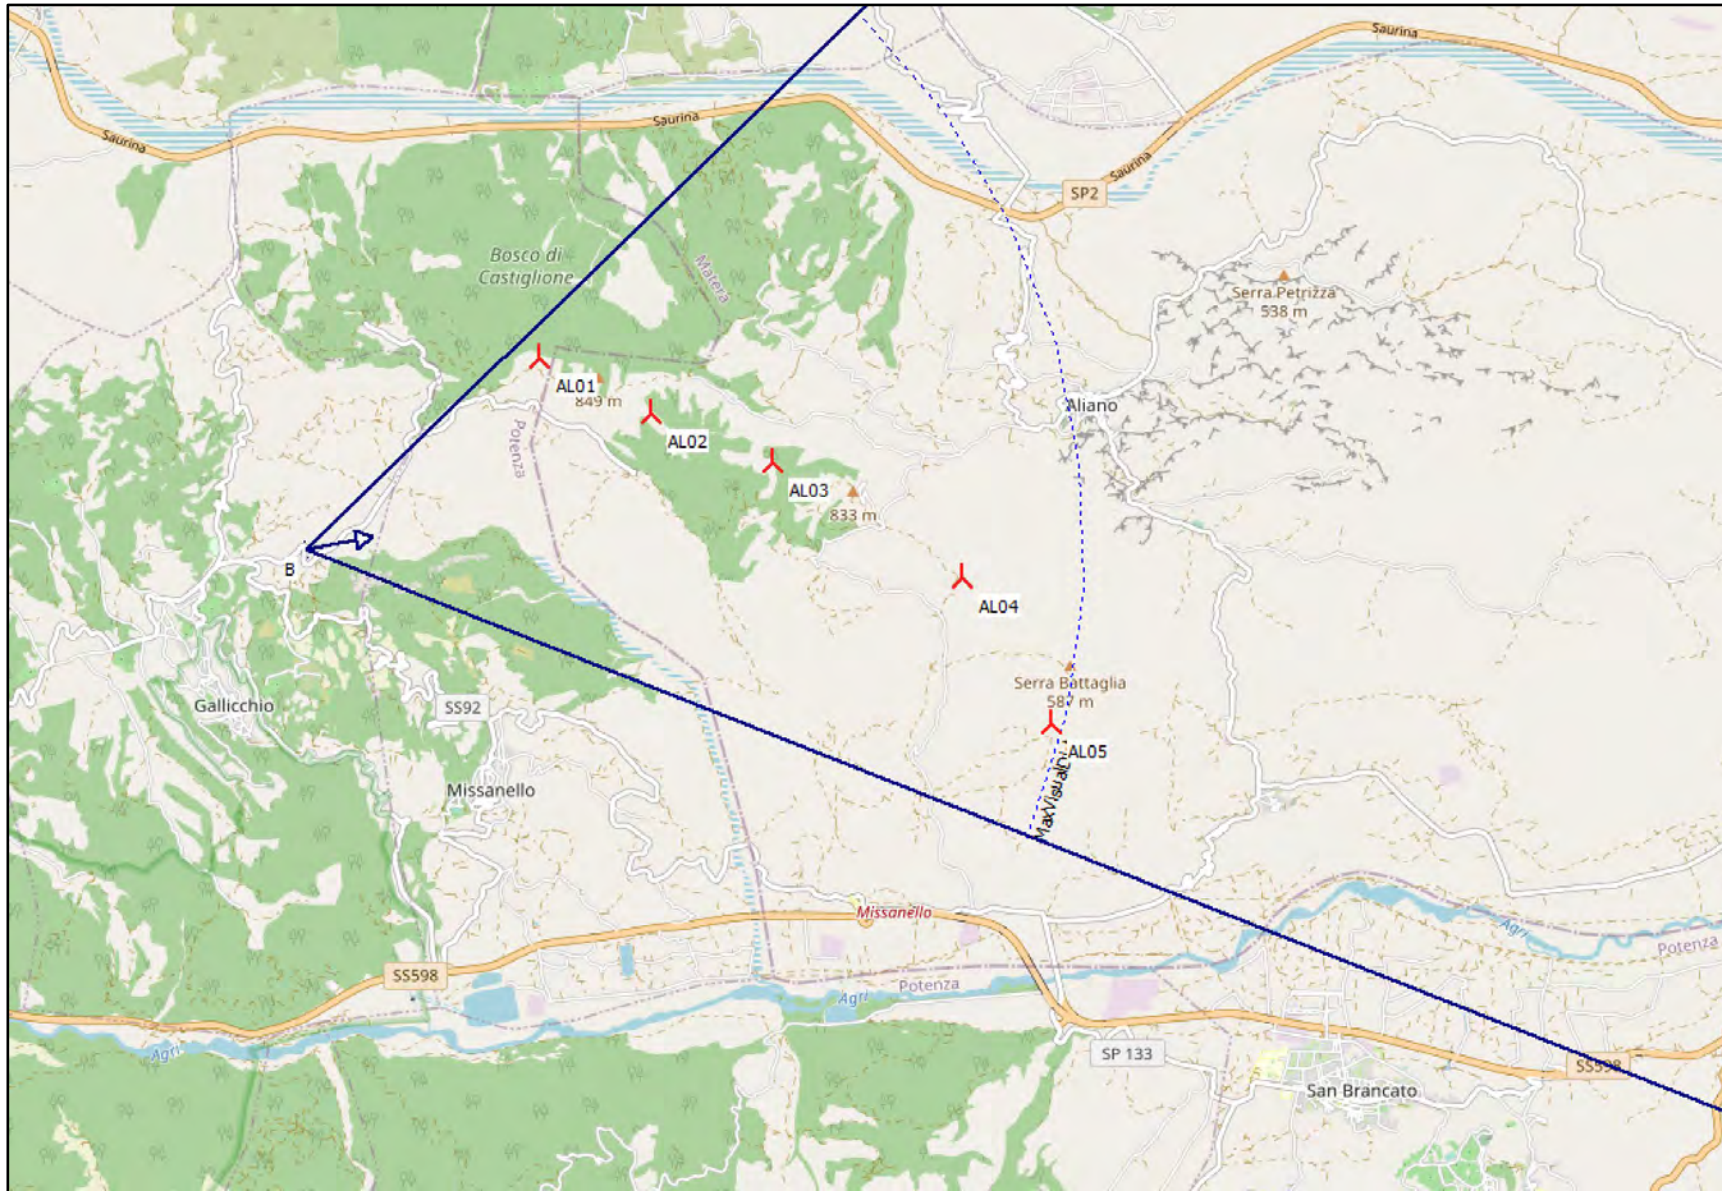 Saurina
Saurina
Saurina
Saurina
SP2
Bosco di
Castiglione
Matera
Serra Petrizza
538 m
AL01
849 m
Aliano
AL02
Potenza
AL03
833 m
B
AL04
Serra Battaglia
587 m
Gallicchio
SS92
AL05
Missanello
Missanello
Agri
Potenza
SS598
Potenza
Agri
Agri
SP 133
SS598
San Brancato